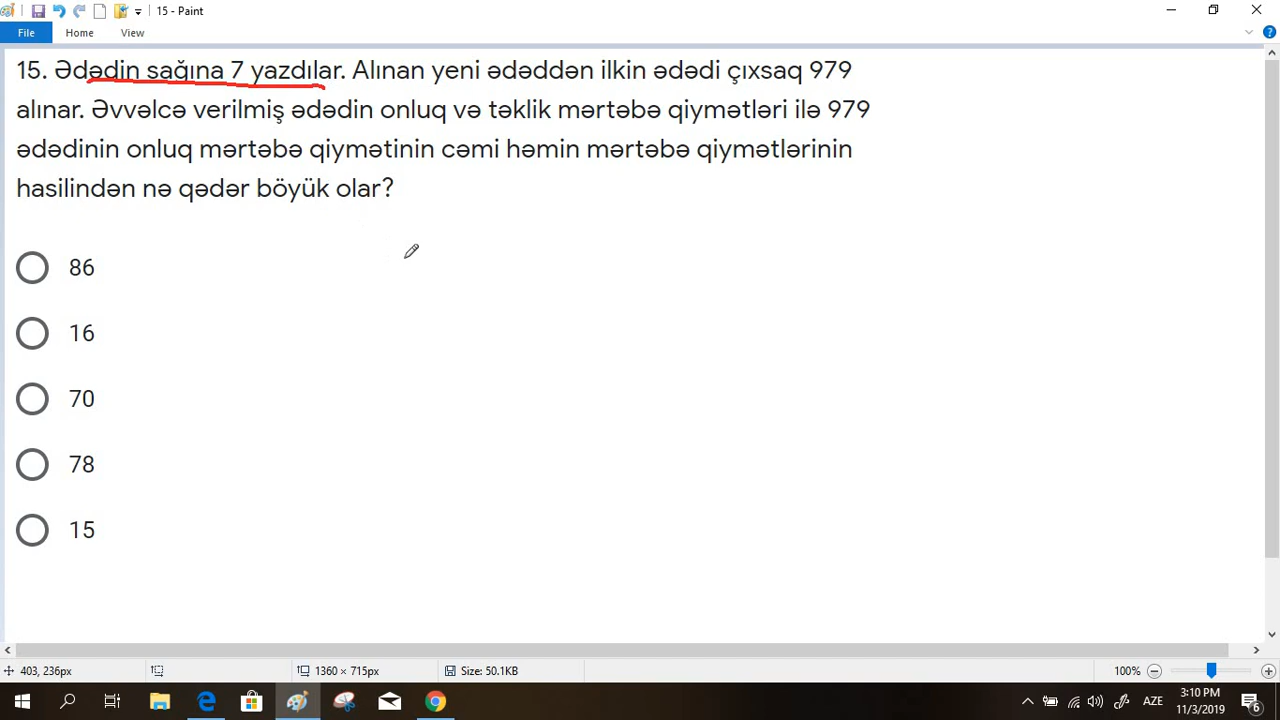 15 - Paint
File Home View
15. Ədədin sağına 7 yazdılar. Alınan yeni ədəddən ilkin ədədi çıxsaq 979
alınar. Əvvəlcə verilmiş ədədin onluq və təklik mərtəbə qiymətləri ilə 979
ədədinin onluq mərtəbə qiymətinin cəmi həmin mərtəbə qiymətlərinin
hasilindən nə qədər böyük olar?
86
16
70
78
15
403, 236px 1360 × 715px Size: 50.1KB 100%
AZE 3:10 PM
11/3/2019 6